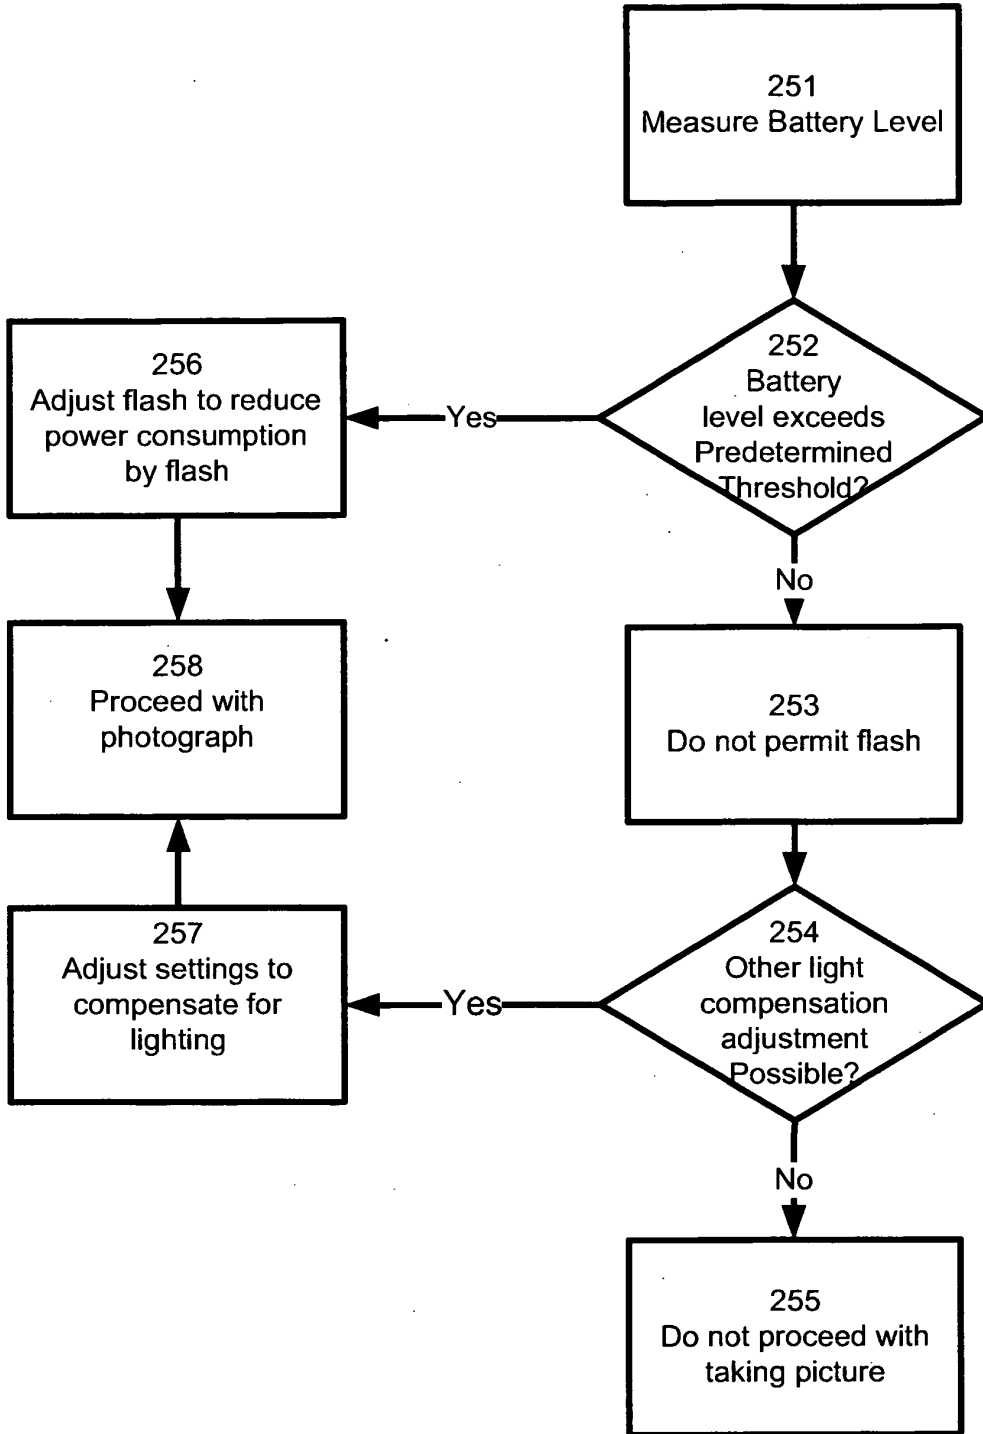 251
Measure Battery Level
252
Battery
level exceeds
Predetermined
Threshold?
Yes
256
Adjust flash to reduce
power consumption
by flash
No
258
Proceed with
photograph
253
Do not permit flash
254
Other light
compensation
adjustment
Possible?
Yes
257
Adjust settings to
compensate for
lighting
No
255
Do not proceed with
taking picture